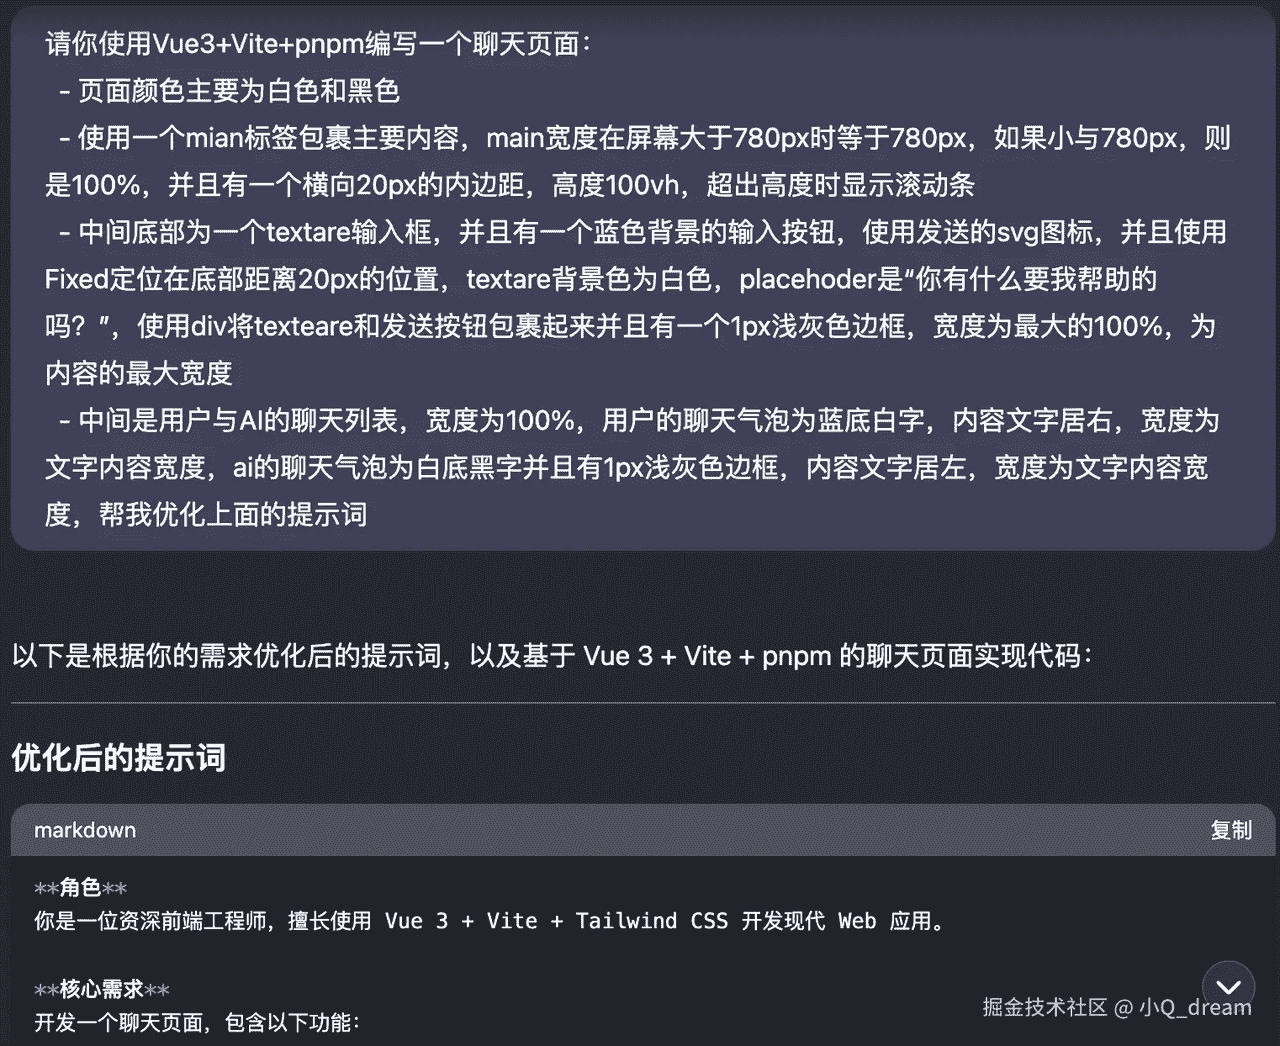 请你使用Vue3+Vite+pnpm编写一个聊天页面：
- 页面颜色主要为白色和黑色
- 使用一个mian标签包裹主要内容，main宽度在屏幕大于780px时等于780px，如果小与780px，则
是100%，并且有一个横向20px的内边距，高度100vh，超出高度时显示滚动条
- 中间底部为一个textare输入框，并且有一个蓝色背景的输入按钮，使用发送的svg图标，并且使用
Fixed定位在底部距离20px的位置，textare背景色为白色，placehoder是“你有什么要我帮助的
吗？”，使用div将texteare和发送按钮包裹起来并且有一个1px浅灰色边框，宽度为最大的100%，为
内容的最大宽度
- 中间是用户与AI的聊天列表，宽度为100%，用户的聊天气泡为蓝底白字，内容文字居右，宽度为
文字内容宽度，ai的聊天气泡为白底黑字并且有1px浅灰色边框，内容文字居左，宽度为文字内容宽
度，帮我优化上面的提示词
以下是根据你的需求优化后的提示词，以及基于 Vue 3 + Vite + pnpm 的聊天页面实现代码：
优化后的提示词
markdown 复制
**角色**
你是一位资深前端工程师，擅长使用 Vue 3 + Vite + Tailwind CSS 开发现代 Web 应用。
**核心需求**
开发一个聊天页面，包含以下功能：
掘金技术社区 @ 小Q_dream